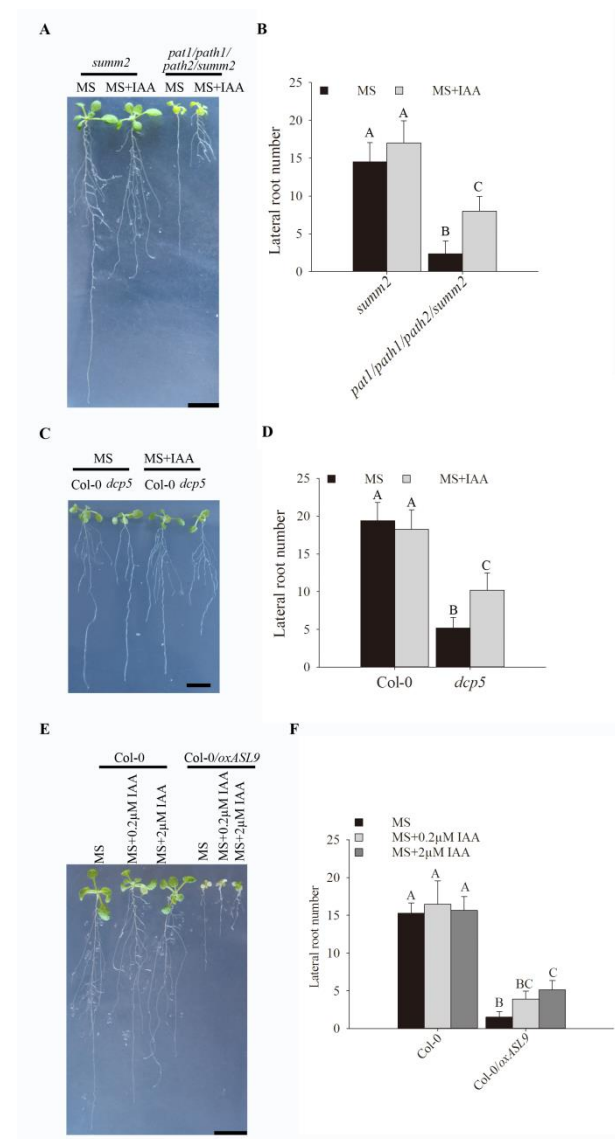 A
summ2
pat1/path1/
path2/summ2
MS MS+IAA MS MS+IAA
B
MS MS+IAA
Lateral root number
25
20
15
10
5
0
A
A
B
C
summ2
pat1/path1/path2/summ2
C
MS MS+IAA
Col-0 dcp5 Col-0 dcp5
D
MS MS+IAA
Lateral root number
25
20
15
10
5
0
A
A
B
C
Col-0 dcp5
E
Col-0 Col-0/oxASL9
MS
MS+0.2µM IAA
MS+2µM IAA
MS
MS+0.2µM IAA
MS+2µM IAA
F
MS
MS+0.2µM IAA
MS+2µM IAA
Lateral root number
25
20
15
10
5
0
A
A
A
B
BC
C
Col-0
Col-0/oxASL9